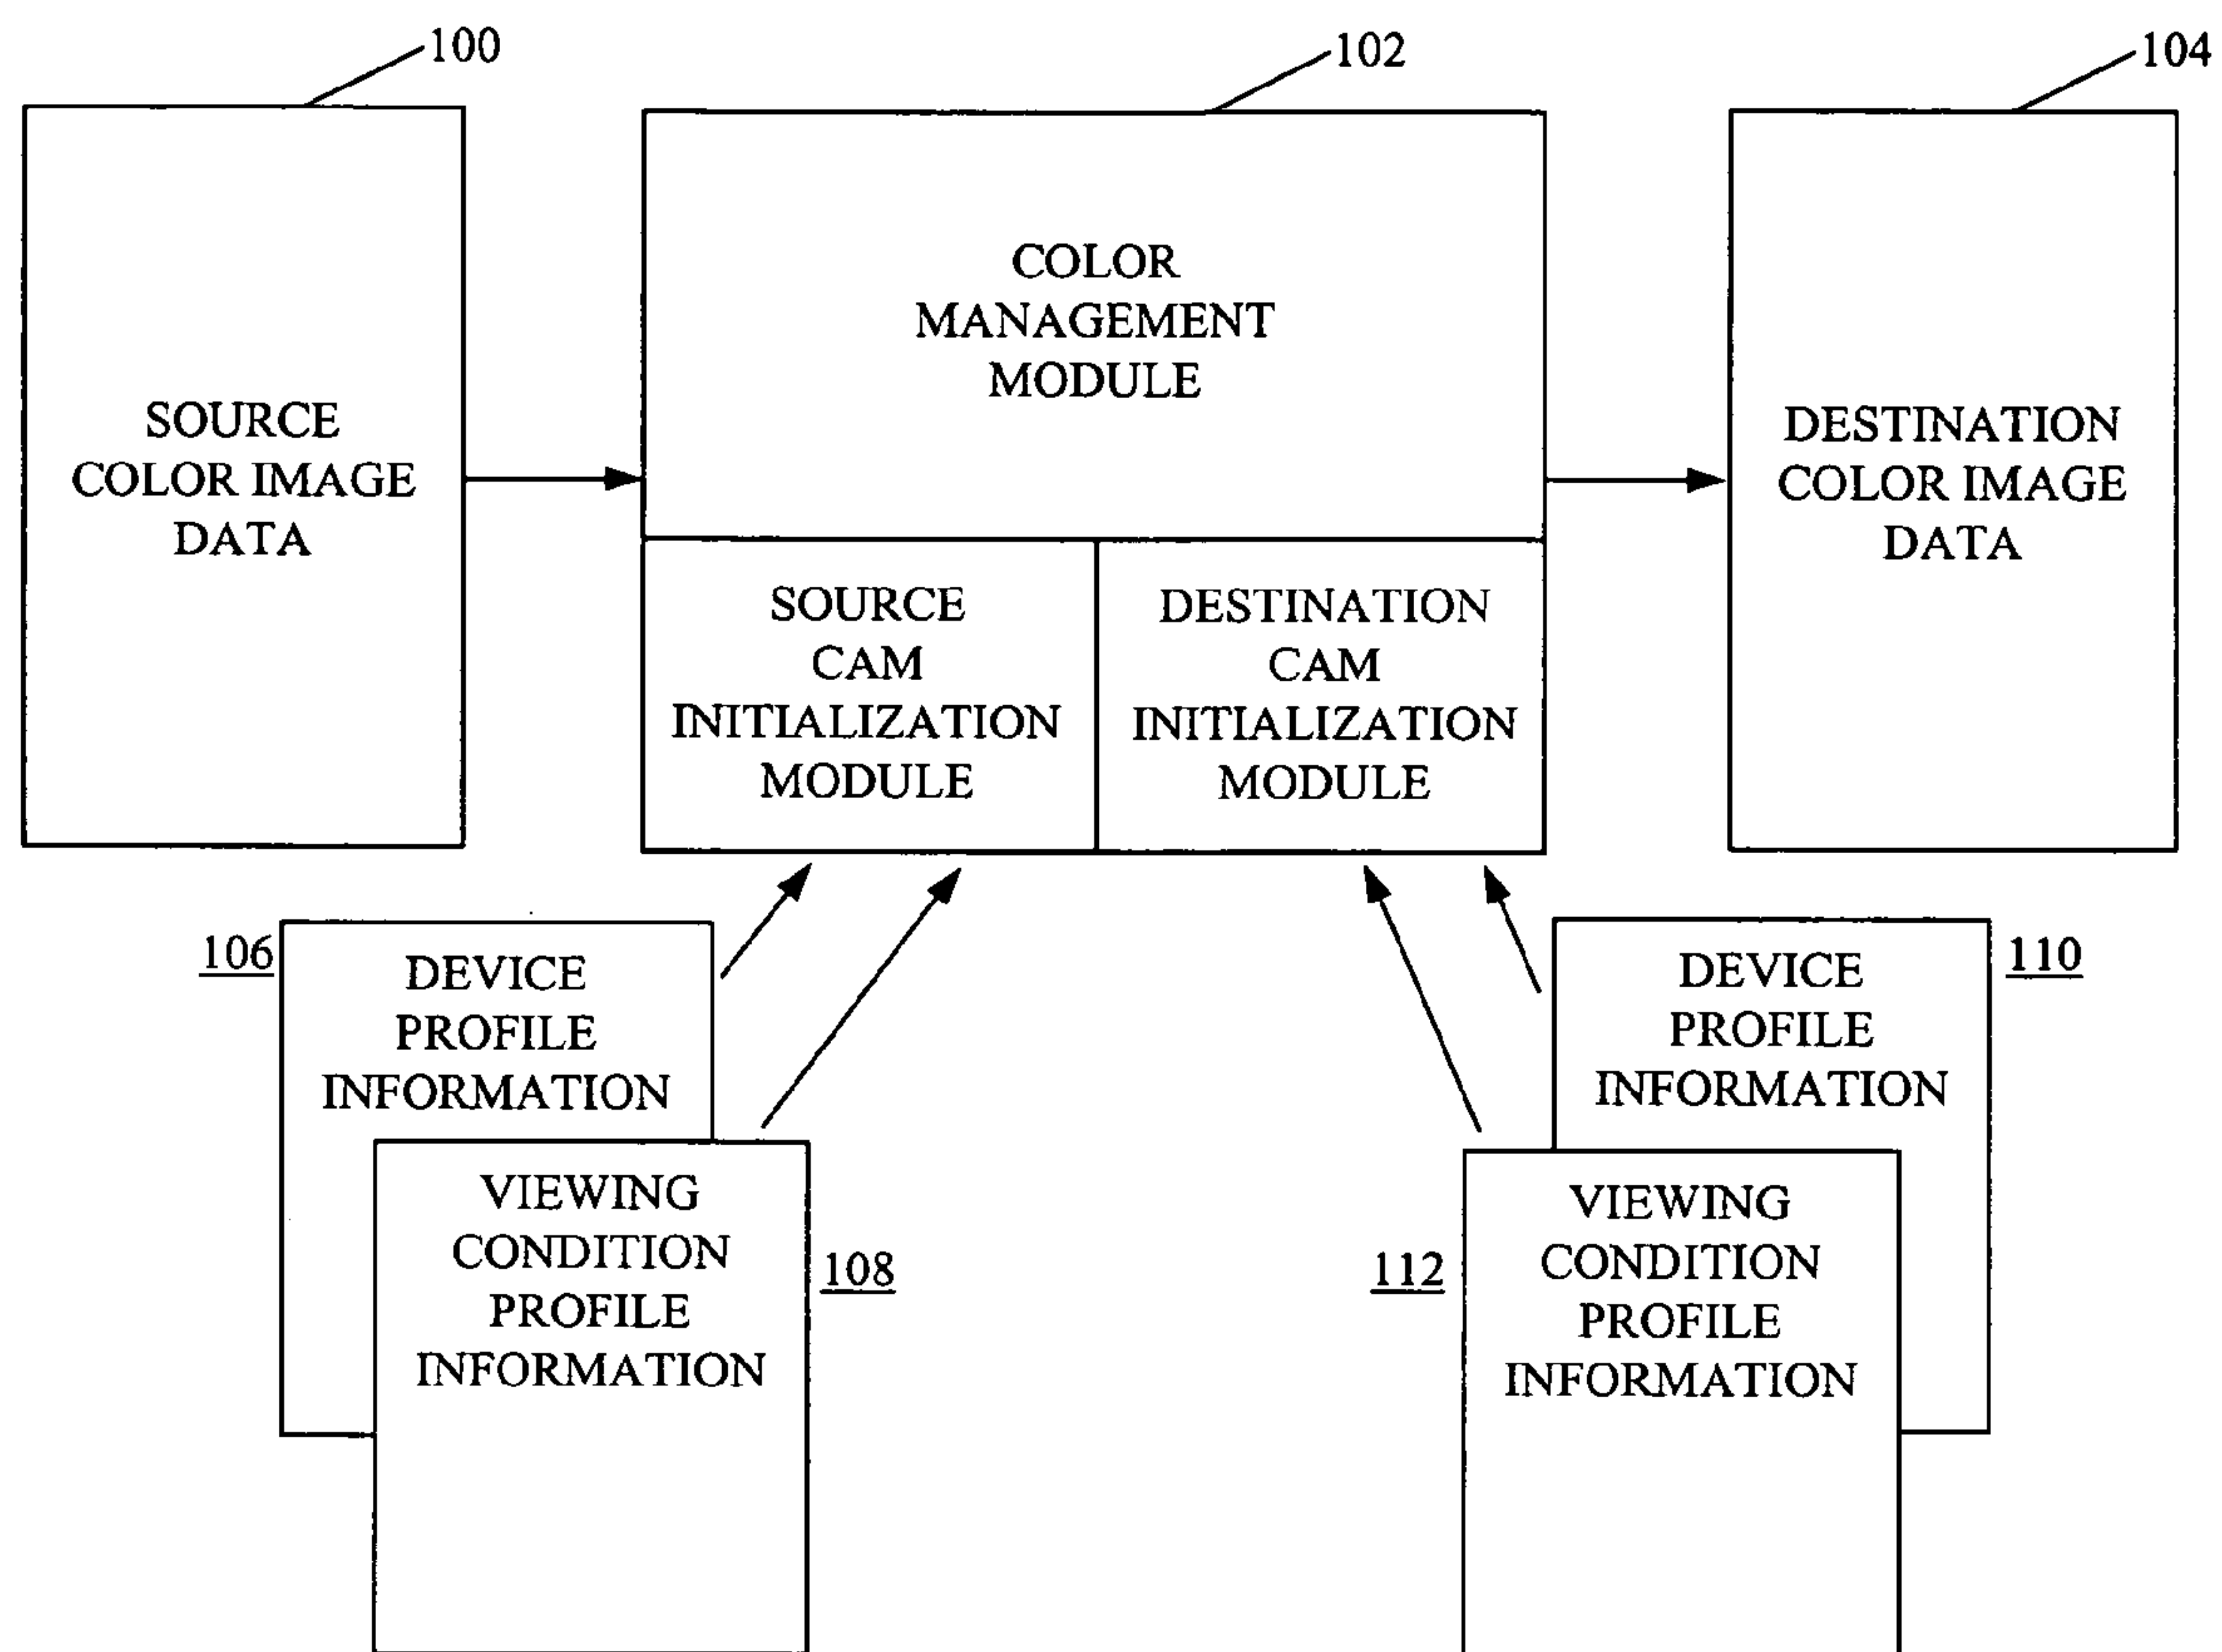 100
102
104
SOURCE
COLOR IMAGE
DATA
COLOR
MANAGEMENT
MODULE
SOURCE
CAM
INITIALIZATION
MODULE
DESTINATION
CAM
INITIALIZATION
MODULE
DESTINATION
COLOR IMAGE
DATA
106
DEVICE
PROFILE
INFORMATION
VIEWING
CONDITION
PROFILE
INFORMATION
108
110
DEVICE
PROFILE
INFORMATION
112
VIEWING
CONDITION
PROFILE
INFORMATION